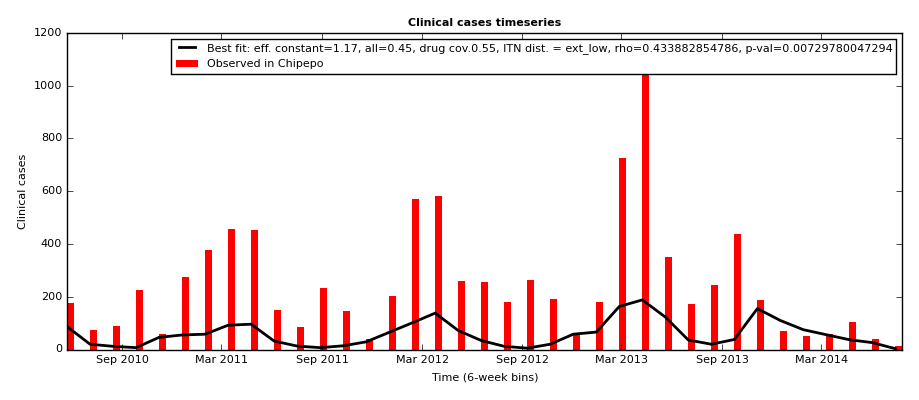 Clinical cases timeseries
Best fit: eff. constant=1.17, all=0.45, drug cov.0.55, ITN dist. = ext_low, rho=0.433882854786, p-val=0.00729780047294
Observed in Chipepo
1200
1000
800
600
400
200
0
Clinical cases
Sep 2010 Mar 2011 Sep 2011 Mar 2012 Sep 2012 Mar 2013 Sep 2013 Mar 2014
Time (6-week bins)